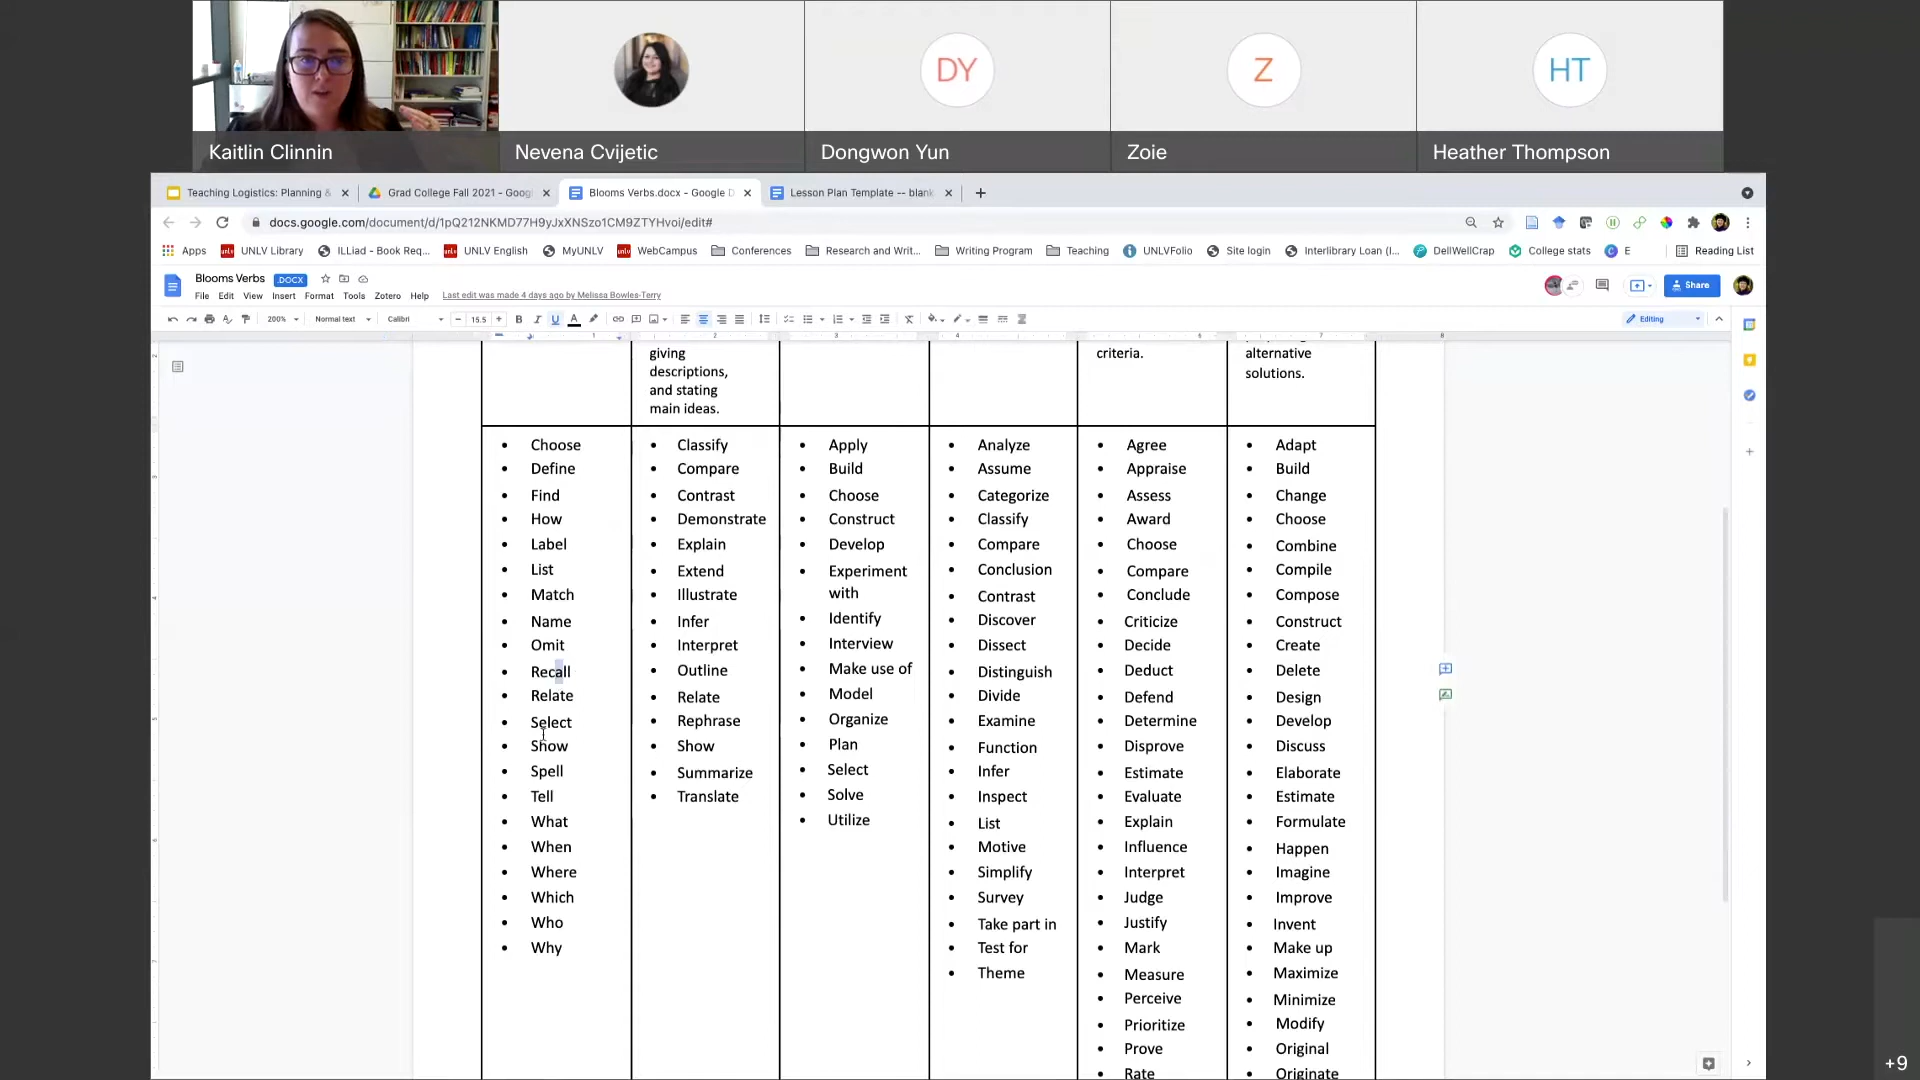 DY
Z
HT
Kaitlin Clinnin
Nevena Cvijetic
Dongwon Yun
Zoie
Heather Thompson
Teaching Logistics: Planning &
Grad College Fall 2021 - Goog
Blooms Verbs.docx - Google D
Lesson Plan Template -- blank
docs.google.com/document/d/1pQ212NKMD77H9yJxXNSzo1CM9ZTYHvoi/edit#
Apps
UNLV Library
ILLiad - Book Req...
UNLV English
MyUNLV
WebCampus
Conferences
Research and Writ...
Writing Program
Teaching
UNLVFolio
Site login
Interlibrary Loan (I...
DellWellCrap
College stats
E
Reading List
Blooms Verbs
.DOCX
Share
File Edit View Insert Format Tools Zotero Help
Last edit was made 4 days ago by Melissa Bowles-Terry
200%
Normal text
Calibri
15.5
B I U A
Editing
giving
descriptions,
and stating
main ideas.
criteria.
alternative
solutions.
Choose
Define
Find
How
Label
List
Match
Name
Omit
Recall
Relate
Select
Show
Spell
Tell
What
When
Where
Which
Who
Why
Classify
Compare
Contrast
Demonstrate
Explain
Extend
Illustrate
Infer
Interpret
Outline
Relate
Rephrase
Show
Summarize
Translate
Apply
Build
Choose
Construct
Develop
Experiment
with
Identify
Interview
Make use of
Model
Organize
Plan
Select
Solve
Utilize
Analyze
Assume
Categorize
Classify
Compare
Conclusion
Contrast
Discover
Dissect
Distinguish
Divide
Examine
Function
Infer
Inspect
List
Motive
Simplify
Survey
Take part in
Test for
Theme
Agree
Appraise
Assess
Award
Choose
Compare
Conclude
Criticize
Decide
Deduct
Defend
Determine
Disprove
Estimate
Evaluate
Explain
Influence
Interpret
Judge
Justify
Mark
Measure
Perceive
Prioritize
Prove
Rate
Adapt
Build
Change
Choose
Combine
Compile
Compose
Construct
Create
Delete
Design
Develop
Discuss
Elaborate
Estimate
Formulate
Happen
Imagine
Improve
Invent
Make up
Maximize
Minimize
Modify
Original
Originate
+9